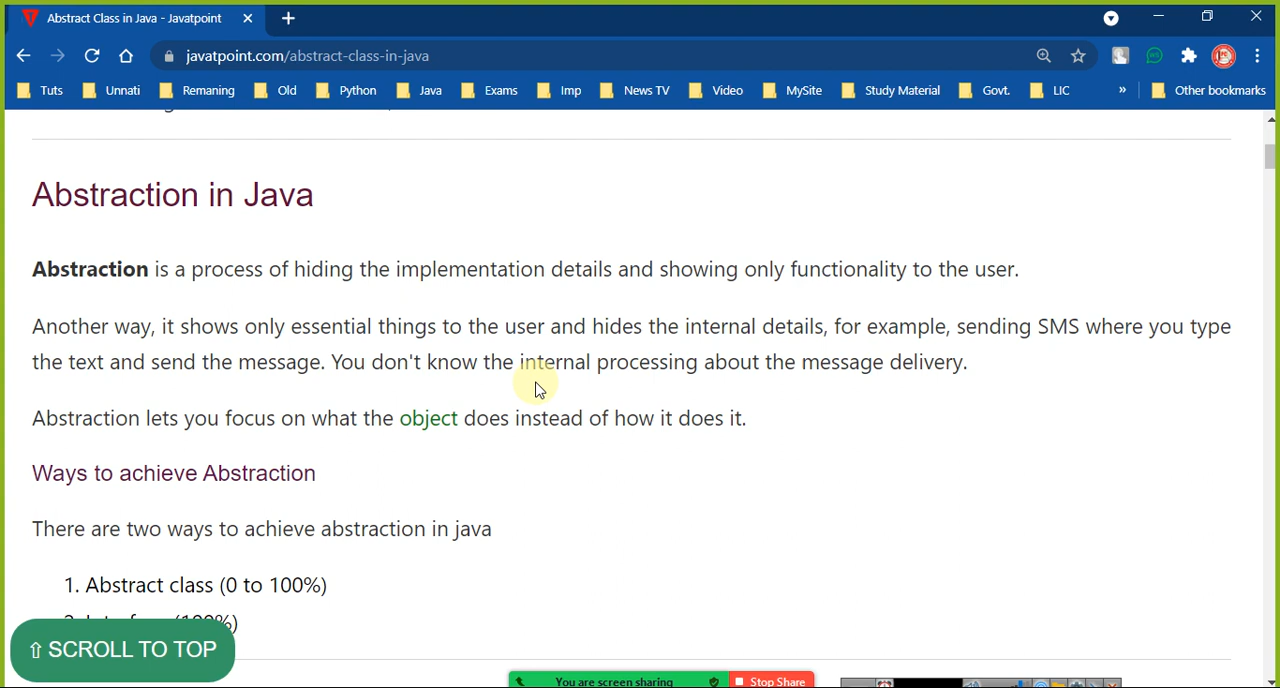 Abstract Class in Java - Javatpoint
javatpoint.com/abstract-class-in-java
Tuts Unnati Remaning Old Python Java Exams Imp News TV Video MySite Study Material Govt. LIC » Other bookmarks
Abstraction in Java
Abstraction is a process of hiding the implementation details and showing only functionality to the user.
Another way, it shows only essential things to the user and hides the internal details, for example, sending SMS where you type
the text and send the message. You don't know the internal processing about the message delivery.
Abstraction lets you focus on what the object does instead of how it does it.
Ways to achieve Abstraction
There are two ways to achieve abstraction in java
1. Abstract class (0 to 100%)
2. Interface (100%)
⇧ SCROLL TO TOP
You are screen sharing Stop Share